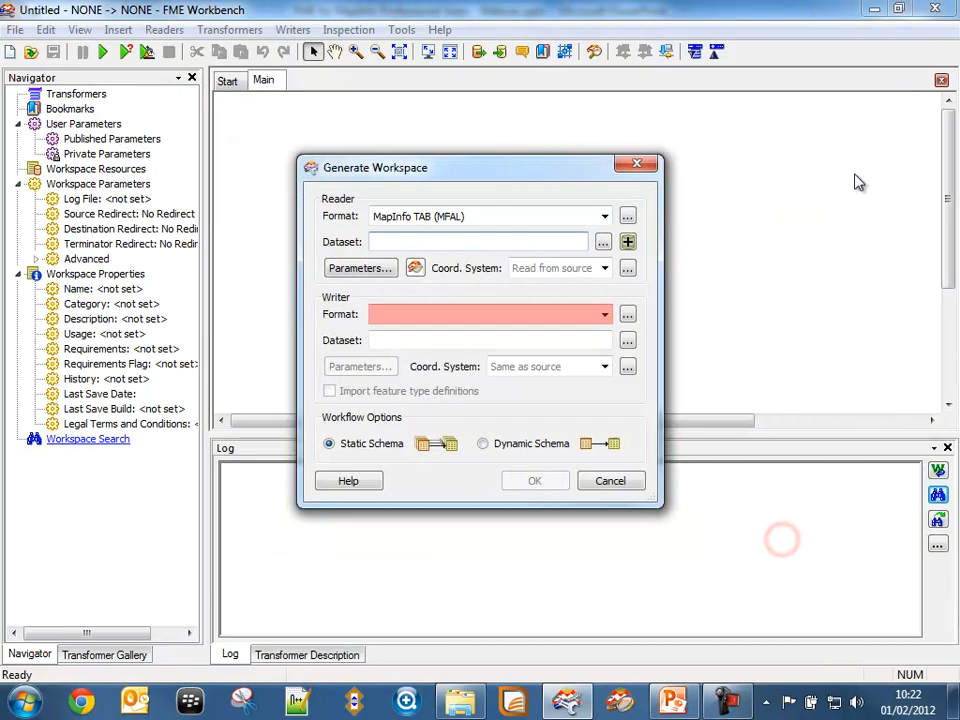 Untitled - NONE -> NONE - FME Workbench
File Edit View Insert Readers Transformers Writers Inspection Tools Help
Navigator
Transformers
Bookmarks
User Parameters
Published Parameters
Private Parameters
Workspace Resources
Workspace Parameters
Log File: <not set>
Source Redirect: No Redirect
Destination Redirect: No Redire
Terminator Redirect: No Redire
Advanced
Workspace Properties
Name: <not set>
Category: <not set>
Description: <not set>
Usage: <not set>
Requirements: <not set>
Requirements Flag: <not set>
History: <not set>
Last Save Date:
Last Save Build: <not set>
Legal Terms and Conditions: <n
Workspace Search
Navigator Transformer Gallery
Start Main
Generate Workspace
Reader
Format: MapInfo TAB (MFAL) ...
Dataset: ...
Parameters... Coord. System: Read from source ...
Writer
Format: ...
Dataset: ...
Parameters... Coord. System: Same as source ...
Import feature type definitions
Workflow Options
Static Schema Dynamic Schema
Help OK Cancel
Log
...
Log Transformer Description
Ready NUM
10:22
01/02/2012